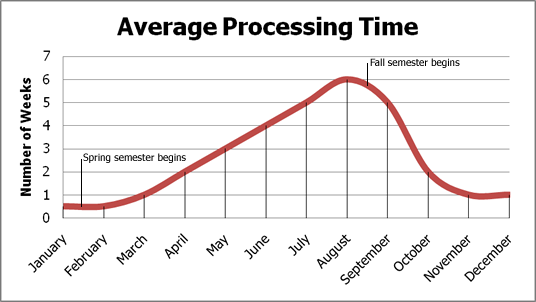 Average Processing Time
Number of Weeks
7
6
5
4
3
2
1
0
Fall semester begins
Spring semester begins
January
February
March
April
May
June
July
August
September
October
November
December